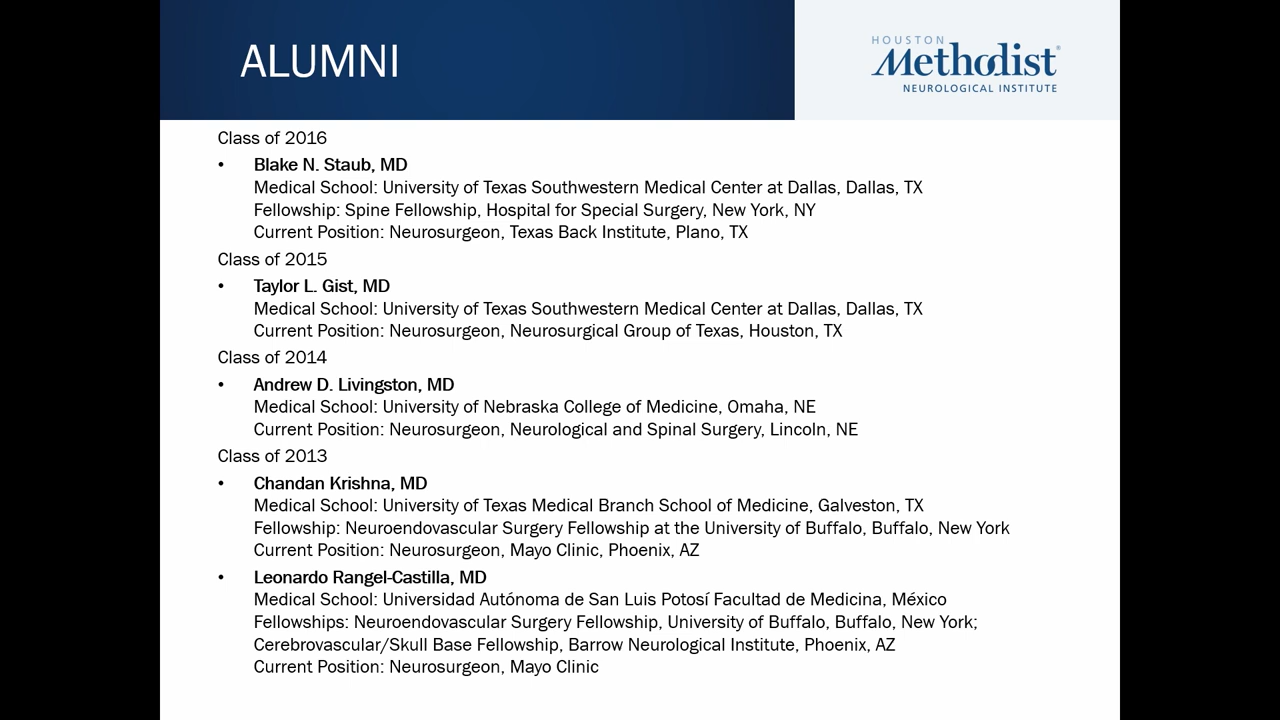 ALUMNI
HOUSTON
Methodist®
NEUROLOGICAL INSTITUTE
Class of 2016
• Blake N. Staub, MD
Medical School: University of Texas Southwestern Medical Center at Dallas, Dallas, TX
Fellowship: Spine Fellowship, Hospital for Special Surgery, New York, NY
Current Position: Neurosurgeon, Texas Back Institute, Plano, TX
Class of 2015
• Taylor L. Gist, MD
Medical School: University of Texas Southwestern Medical Center at Dallas, Dallas, TX
Current Position: Neurosurgeon, Neurosurgical Group of Texas, Houston, TX
Class of 2014
• Andrew D. Livingston, MD
Medical School: University of Nebraska College of Medicine, Omaha, NE
Current Position: Neurosurgeon, Neurological and Spinal Surgery, Lincoln, NE
Class of 2013
• Chandan Krishna, MD
Medical School: University of Texas Medical Branch School of Medicine, Galveston, TX
Fellowship: Neuroendovascular Surgery Fellowship at the University of Buffalo, Buffalo, New York
Current Position: Neurosurgeon, Mayo Clinic, Phoenix, AZ
• Leonardo Rangel-Castilla, MD
Medical School: Universidad Autónoma de San Luis Potosí Facultad de Medicina, México
Fellowships: Neuroendovascular Surgery Fellowship, University of Buffalo, Buffalo, New York;
Cerebrovascular/Skull Base Fellowship, Barrow Neurological Institute, Phoenix, AZ
Current Position: Neurosurgeon, Mayo Clinic